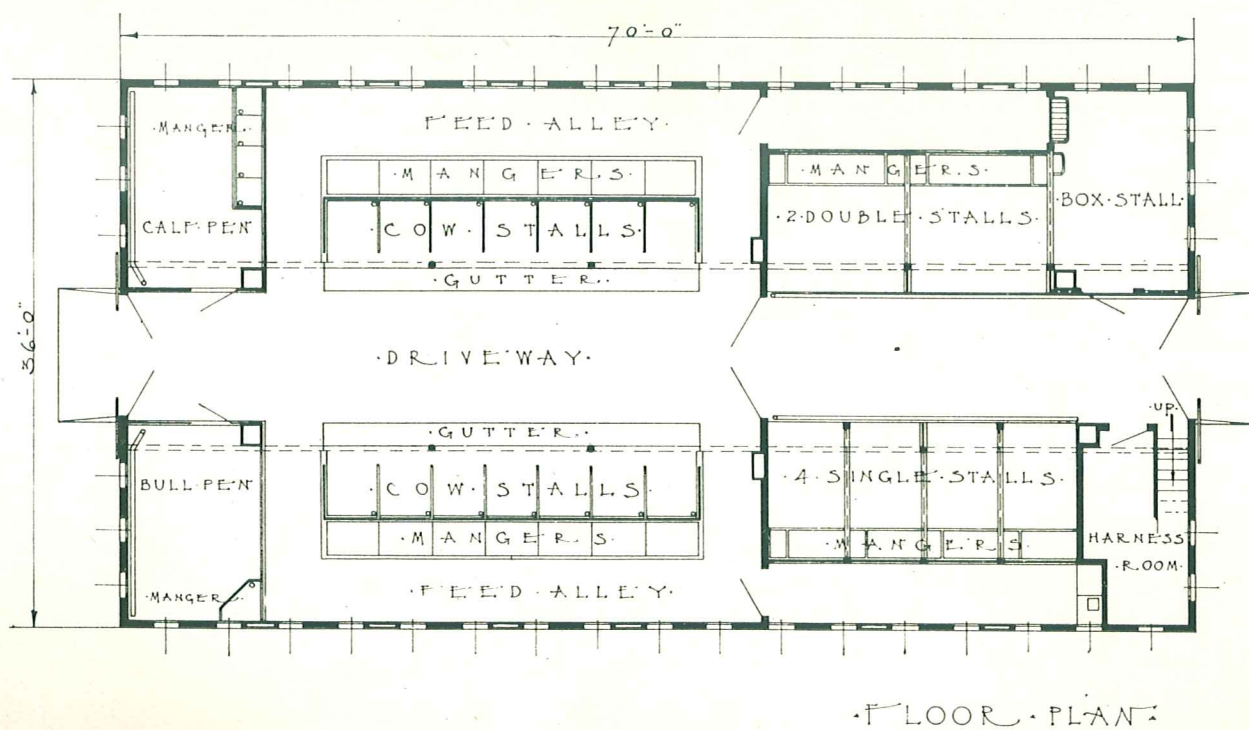 70'-0"
36'-0"
FEED · ALLEY
· MANGER ·
· MANGERS ·
· MANGERS ·
CALF · PEN
· COW · STALLS ·
· 2 · DOUBLE · STALLS ·
BOX · STALL
· GUTTER ·
· DRIVEWAY ·
· UP ·
· GUTTER ·
BULL · PEN
· COW · STALLS ·
· 4 · SINGLE · STALLS ·
· MANGERS ·
· MANGERS ·
HARNESS
· ROOM ·
· MANGER ·
· FEED · ALLEY ·
· FLOOR · PLAN ·